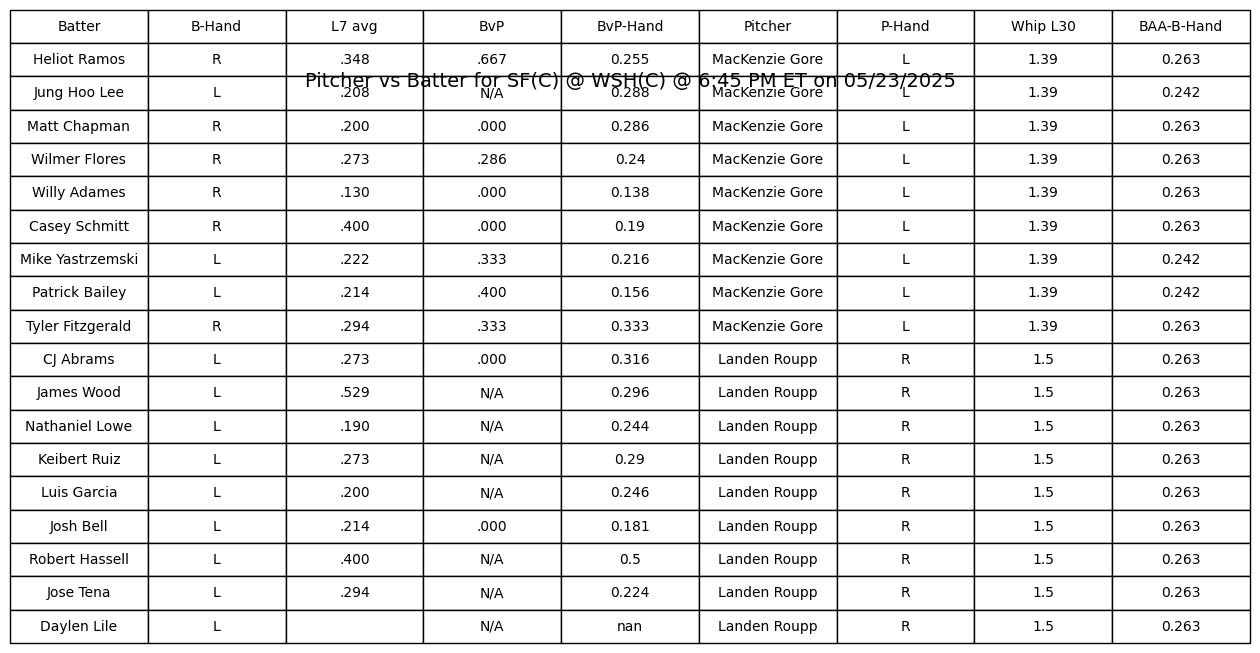 Batter B-Hand L7 avg BvP BvP-Hand Pitcher P-Hand Whip L30 BAA-B-Hand
Heliot Ramos R .348 .667 0.255 MacKenzie Gore L 1.39 0.263
Pitcher vs Batter for SF(C) @ WSH(C) @ 6:45 PM ET on 05/23/2025
Jung Hoo Lee L .208 N/A 0.288 MacKenzie Gore L 1.39 0.242
Matt Chapman R .200 .000 0.286 MacKenzie Gore L 1.39 0.263
Wilmer Flores R .273 .286 0.24 MacKenzie Gore L 1.39 0.263
Willy Adames R .130 .000 0.138 MacKenzie Gore L 1.39 0.263
Casey Schmitt R .400 .000 0.19 MacKenzie Gore L 1.39 0.263
Mike Yastrzemski L .222 .333 0.216 MacKenzie Gore L 1.39 0.242
Patrick Bailey L .214 .400 0.156 MacKenzie Gore L 1.39 0.242
Tyler Fitzgerald R .294 .333 0.333 MacKenzie Gore L 1.39 0.263
CJ Abrams L .273 .000 0.316 Landen Roupp R 1.5 0.263
James Wood L .529 N/A 0.296 Landen Roupp R 1.5 0.263
Nathaniel Lowe L .190 N/A 0.244 Landen Roupp R 1.5 0.263
Keibert Ruiz L .273 N/A 0.29 Landen Roupp R 1.5 0.263
Luis Garcia L .200 N/A 0.246 Landen Roupp R 1.5 0.263
Josh Bell L .214 .000 0.181 Landen Roupp R 1.5 0.263
Robert Hassell L .400 N/A 0.5 Landen Roupp R 1.5 0.263
Jose Tena L .294 N/A 0.224 Landen Roupp R 1.5 0.263
Daylen Lile L N/A nan Landen Roupp R 1.5 0.263